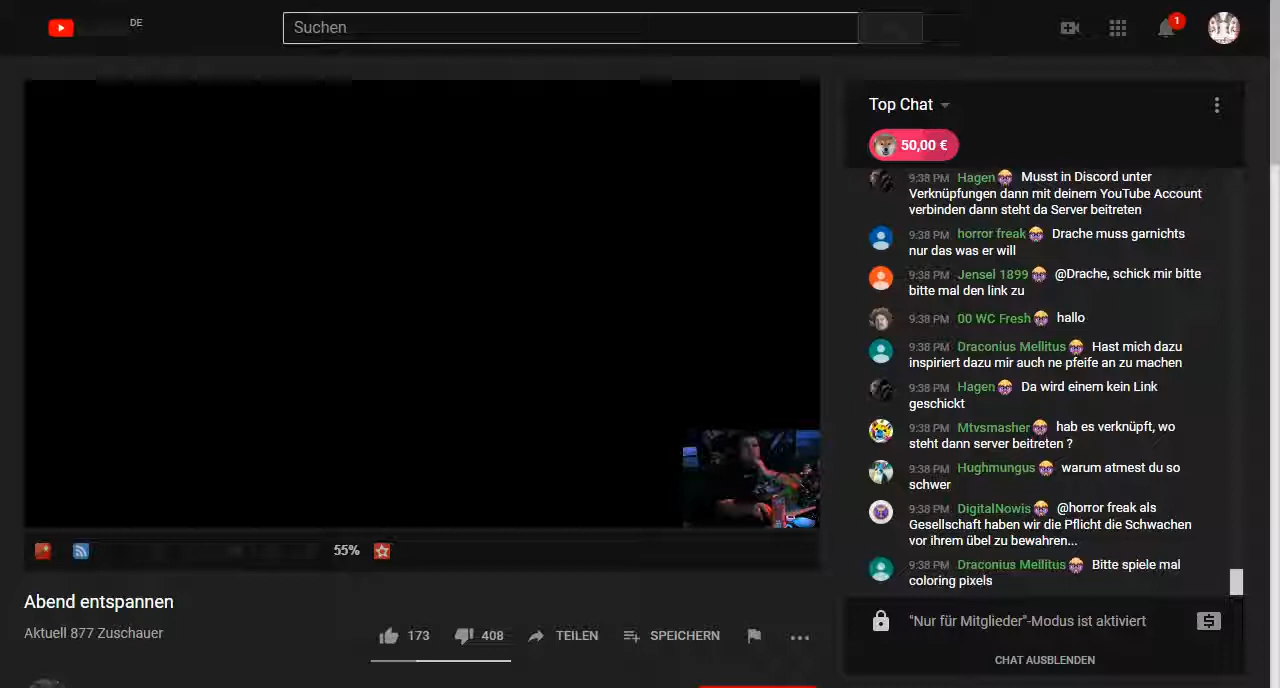 DE
Suchen
1
Top Chat
50,00 €
9:38 PM Hagen Musst in Discord unter
Verknüpfungen dann mit deinem YouTube Account
verbinden dann steht da Server beitreten
9:38 PM horror freak Drache muss garnichts
nur das was er will
9:38 PM Jensel 1899 @Drache, schick mir bitte
bitte mal den link zu
9:38 PM 00 WC Fresh hallo
9:38 PM Draconius Mellitus Hast mich dazu
inspiriert dazu mir auch ne pfeife an zu machen
9:38 PM Hagen Da wird einem kein Link
geschickt
9:38 PM Mtvsmasher hab es verknüpft, wo
steht dann server beitreten ?
9:38 PM Hughmungus warum atmest du so
schwer
9:38 PM DigitalNowis @horror freak als
Gesellschaft haben wir die Pflicht die Schwachen
vor ihrem übel zu bewahren...
9:38 PM Draconius Mellitus Bitte spiele mal
coloring pixels
"Nur für Mitglieder"-Modus ist aktiviert
CHAT AUSBLENDEN
55%
Abend entspannen
Aktuell 877 Zuschauer
173
408
TEILEN
SPEICHERN